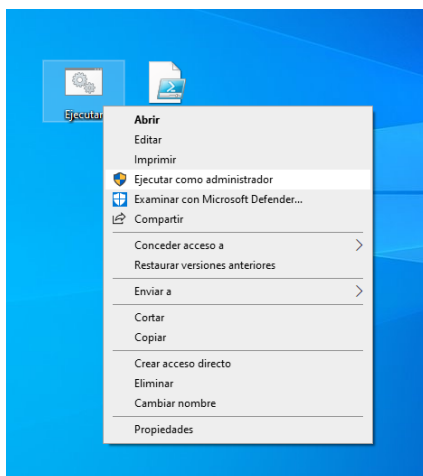 Ejecutar
Abrir
Editar
Imprimir
Ejecutar como administrador
Examinar con Microsoft Defender...
Compartir
Conceder acceso a
Restaurar versiones anteriores
Enviar a
Cortar
Copiar
Crear acceso directo
Eliminar
Cambiar nombre
Propiedades